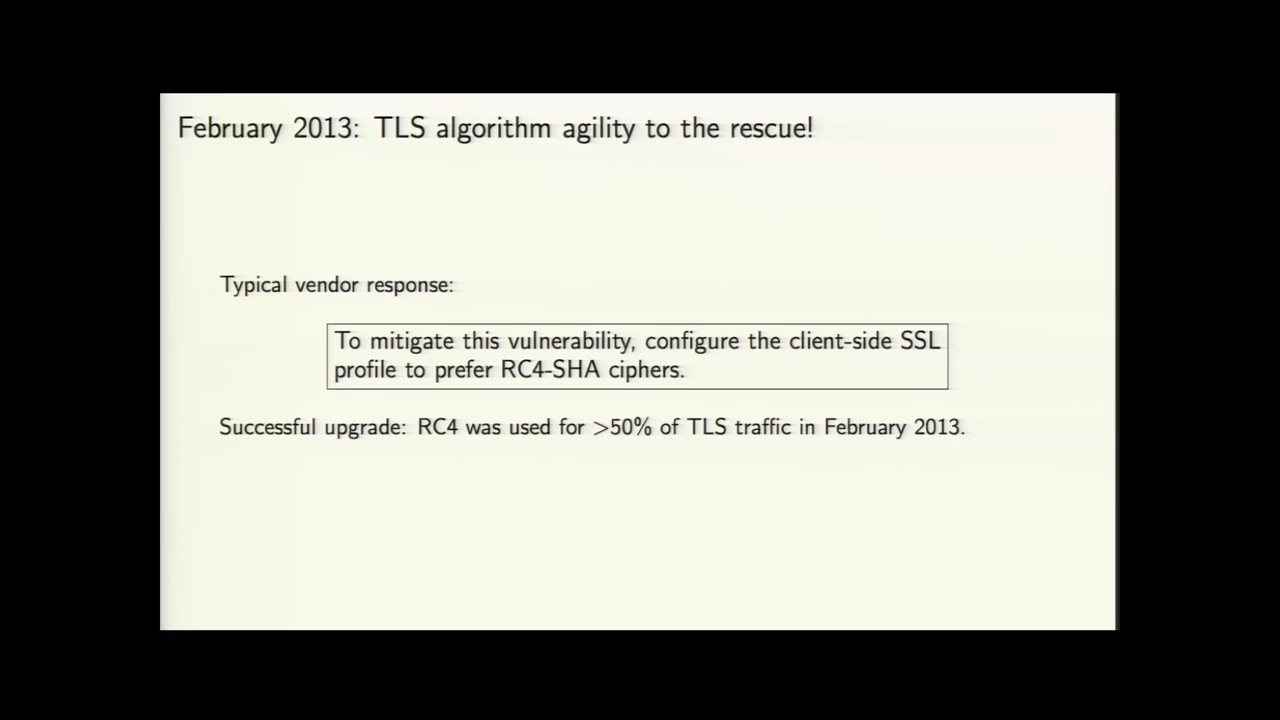 February 2013: TLS algorithm agility to the rescue!
Typical vendor response:
To mitigate this vulnerability, configure the client-side SSL
profile to prefer RC4-SHA ciphers.
Successful upgrade: RC4 was used for >50% of TLS traffic in February 2013.